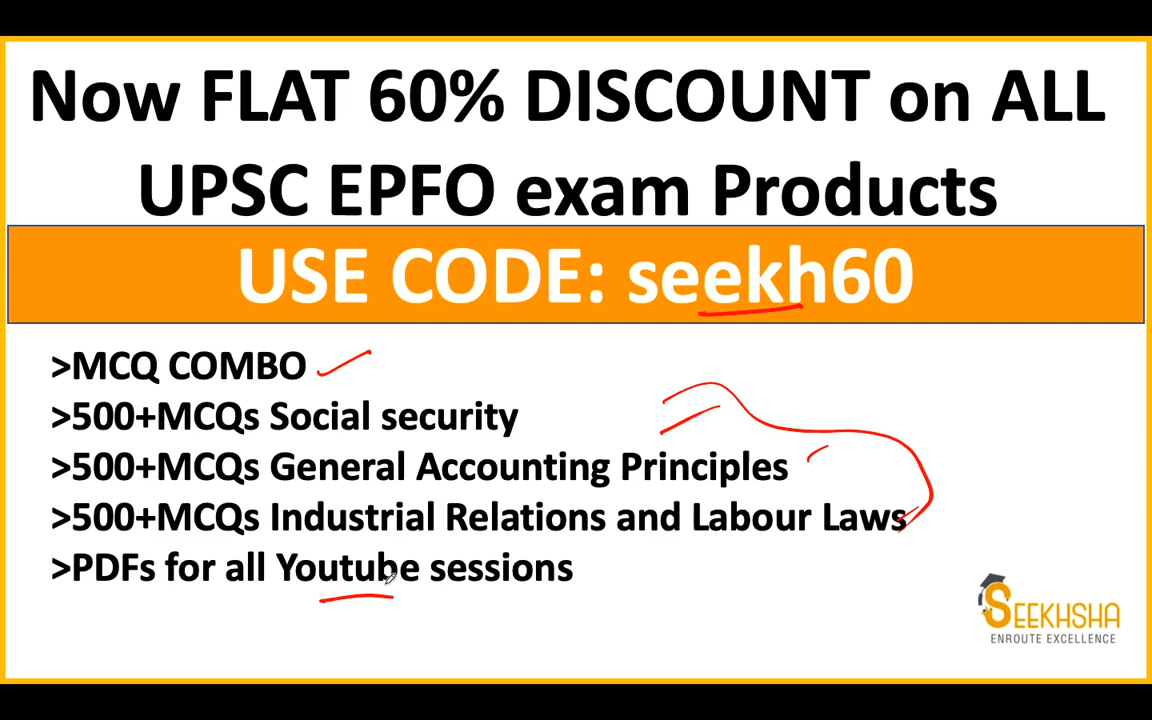 Now FLAT 60% DISCOUNT on ALL
UPSC EPFO exam Products
USE CODE: seekh60
>MCQ COMBO
>500+MCQs Social security
>500+MCQs General Accounting Principles
>500+MCQs Industrial Relations and Labour Laws
>PDFs for all Youtube sessions
SEEKHSHA
ENROUTE EXCELLENCE